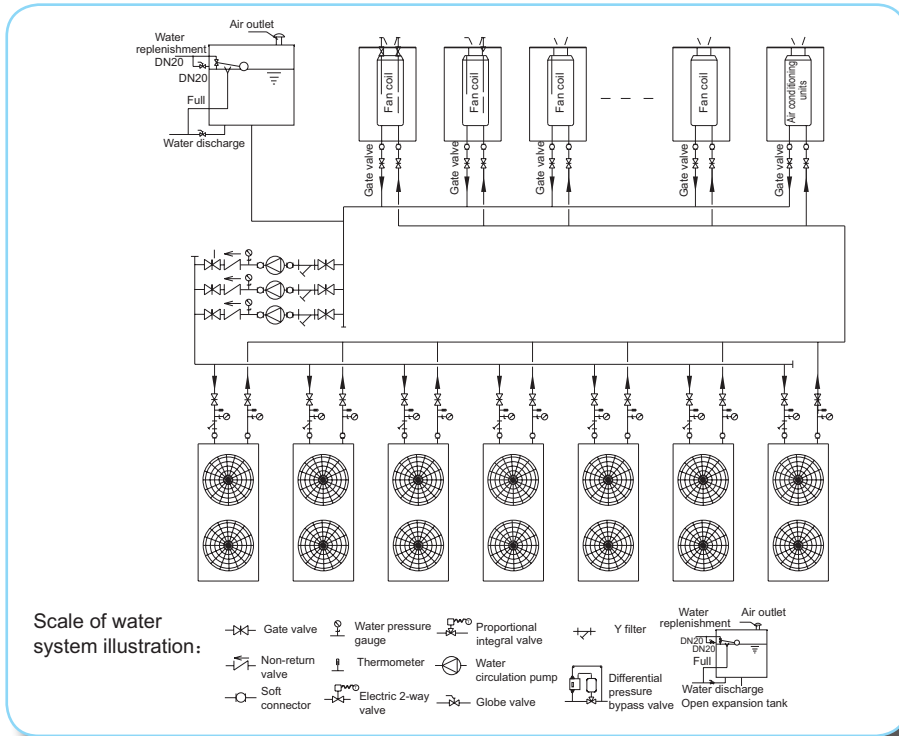 Air outlet
Water
replenishment
DN20
DN20
Full
Water discharge
Fan coil
Fan coil
Fan coil
Fan coil
Air conditioning
units
Gate valve
Gate valve
Gate valve
Gate valve
Gate valve
Scale of water
system illustration:
Gate valve
Water pressure
gauge
Proportional
integral valve
Y filter
Non-return
valve
Thermometer
Water
circulation pump
Soft
connector
Electric 2-way
valve
Globe valve
Differential
pressure
bypass valve
Water
replenishment
Air outlet
DN20
DN20
Full
Water discharge
Open expansion tank